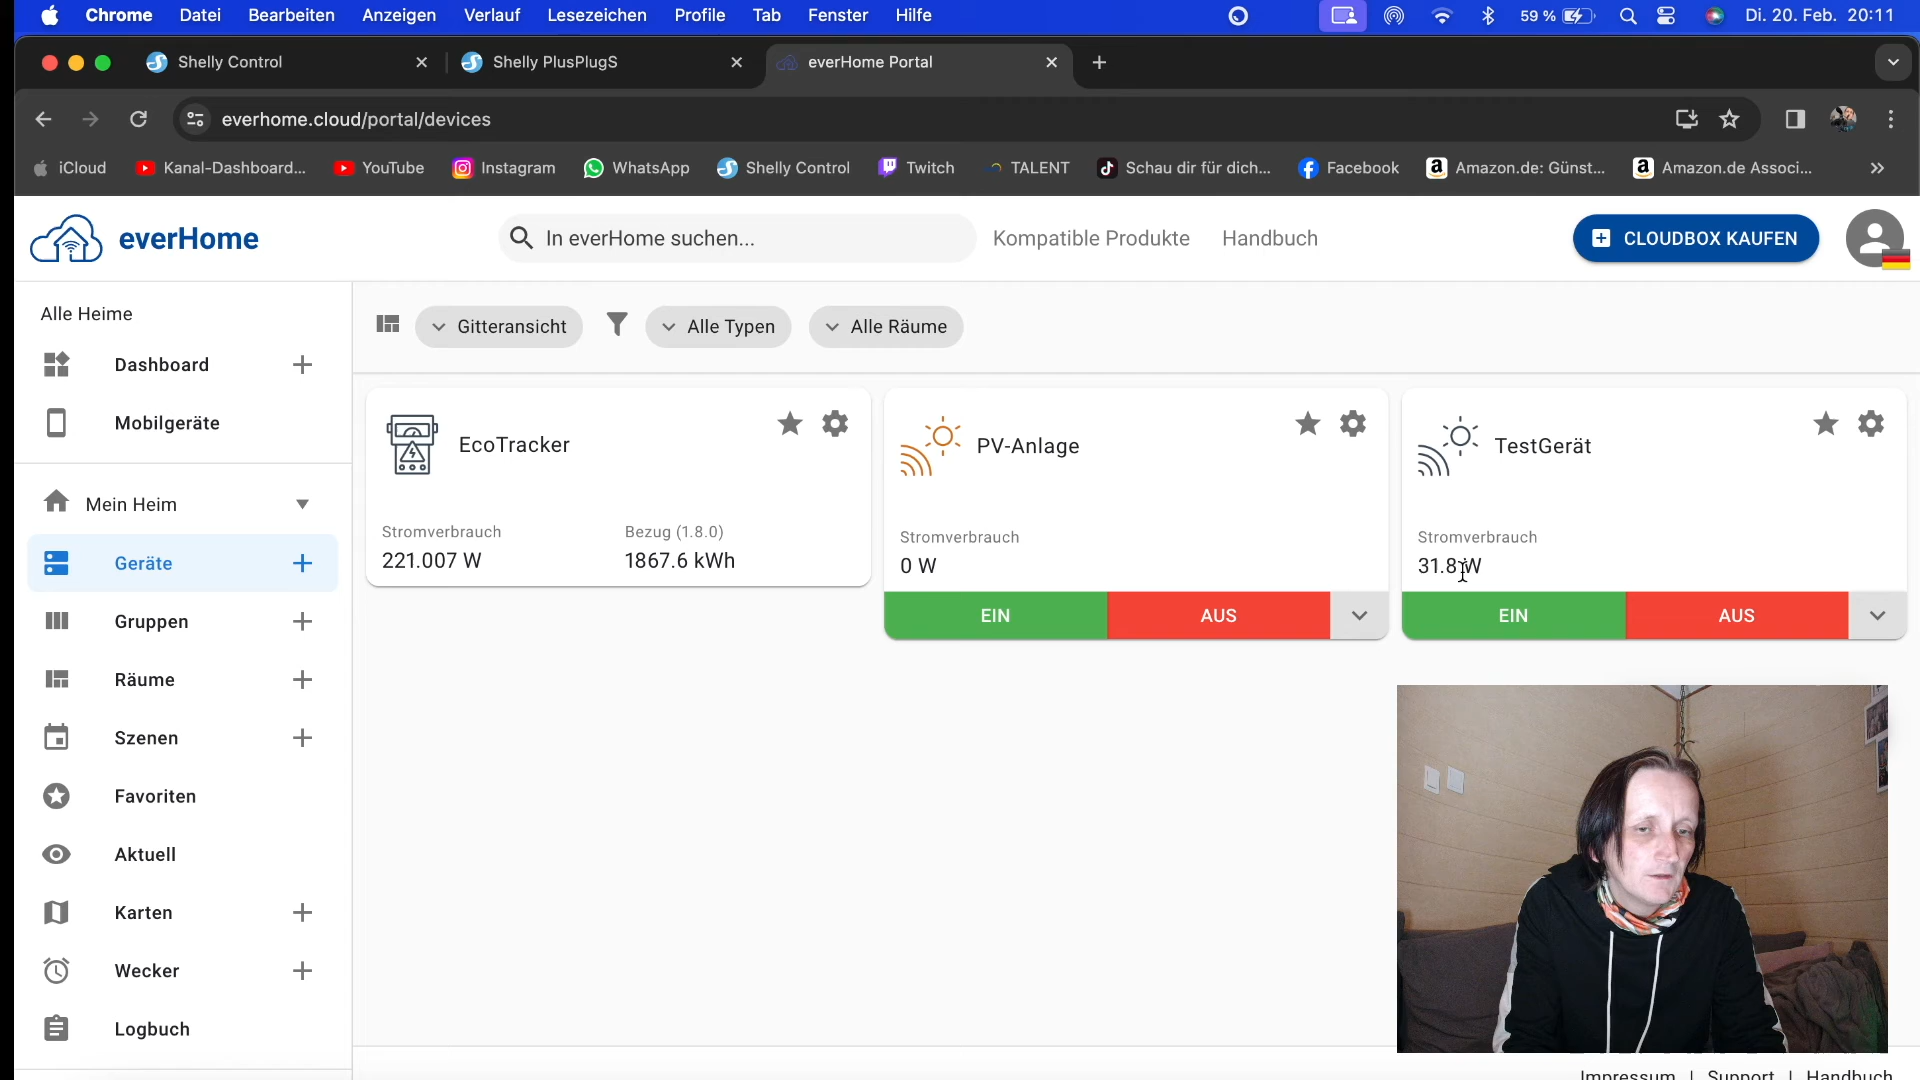 Chrome Datei Bearbeiten Anzeigen Verlauf Lesezeichen Profile Tab Fenster Hilfe 59 % Di. 20. Feb. 20:11
Shelly Control Shelly PlusPlugS everHome Portal
everhome.cloud/portal/devices
iCloud Kanal-Dashboard... YouTube Instagram WhatsApp Shelly Control Twitch TALENT Schau dir für dich... Facebook Amazon.de: Günst... Amazon.de Associ...
everHome In everHome suchen... Kompatible Produkte Handbuch CLOUDBOX KAUFEN
Alle Heime
Gitteransicht Alle Typen Alle Räume
Dashboard
Mobilgeräte
Mein Heim
Geräte
Gruppen
Räume
Szenen
Favoriten
Aktuell
Karten
Wecker
Logbuch
EcoTracker
Stromverbrauch Bezug (1.8.0)
221.007 W 1867.6 kWh
PV-Anlage
Stromverbrauch
0 W
EIN AUS
TestGerät
Stromverbrauch
31.8 W
EIN AUS
Impressum | Support | Handbuch